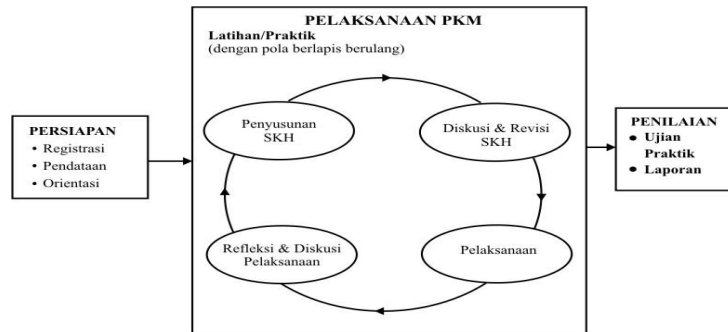 PERSIAPAN
• Registrasi
• Pendataan
• Orientasi
PELAKSANAAN PKM
Latihan/Praktik
(dengan pola berlapis berulang)
Penyusunan
SKH
Diskusi & Revisi
SKH
Pelaksanaan
Refleksi & Diskusi
Pelaksanaan
PENILAIAN
• Ujian
Praktik
• Laporan